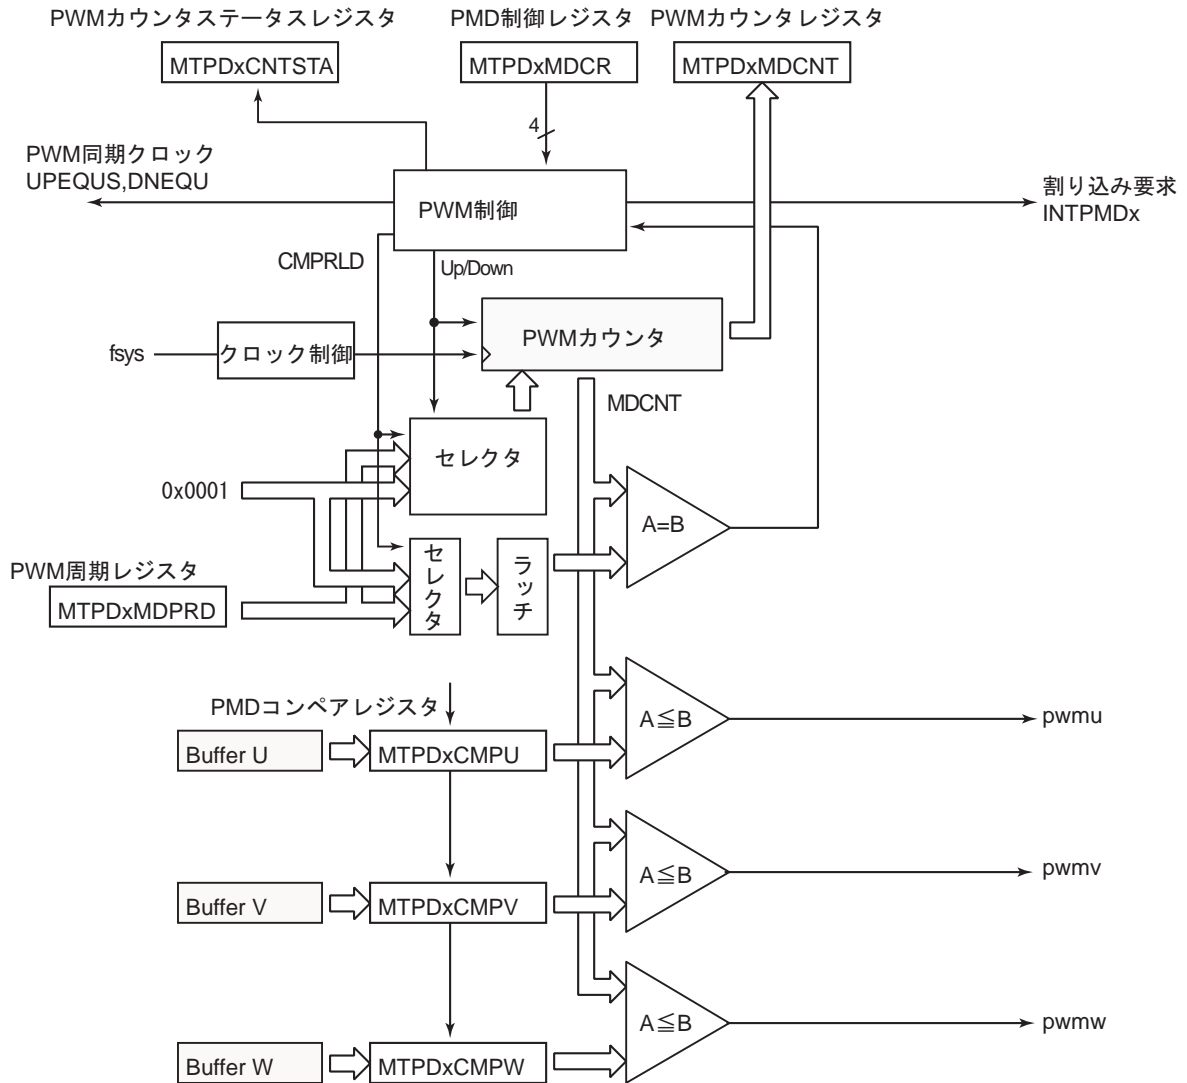 PWMカウンタステータスレジスタ
PMD制御レジスタ
PWMカウンタレジスタ
MTPDxCNTSTA
MTPDxMDCR
MTPDxMDCNT
4
PWM同期クロック
UPEQUS,DNEQU
PWM制御
割り込み要求
INTPMDx
CMPRLD
Up/Down
fsys
クロック制御
PWMカウンタ
MDCNT
セレクタ
0x0001
A=B
セレクタ
ラッチ
PWM周期レジスタ
MTPDxMDPRD
PMDコンペアレジスタ
Buffer U
MTPDxCMPU
A≦B
pwmu
Buffer V
MTPDxCMPV
A≦B
pwmv
Buffer W
MTPDxCMPW
A≦B
pwmw